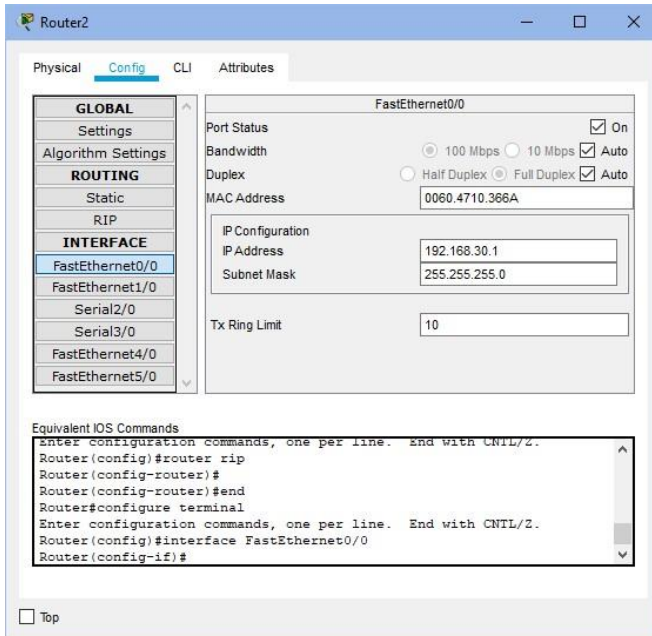 Router2
Physical Config CLI Attributes
GLOBAL
Settings
Algorithm Settings
ROUTING
Static
RIP
INTERFACE
FastEthernet0/0
FastEthernet1/0
Serial2/0
Serial3/0
FastEthernet4/0
FastEthernet5/0
FastEthernet0/0
Port Status On
Bandwidth 100 Mbps 10 Mbps Auto
Duplex Half Duplex Full Duplex Auto
MAC Address 0060.4710.366A
IP Configuration
IP Address 192.168.30.1
Subnet Mask 255.255.255.0
Tx Ring Limit 10
Equivalent IOS Commands
Enter configuration commands, one per line. End with CNTL/Z.
Router(config)#router rip
Router(config-router)#
Router(config-router)#end
Router#configure terminal
Enter configuration commands, one per line. End with CNTL/Z.
Router(config)#interface FastEthernet0/0
Router(config-if)#
Top